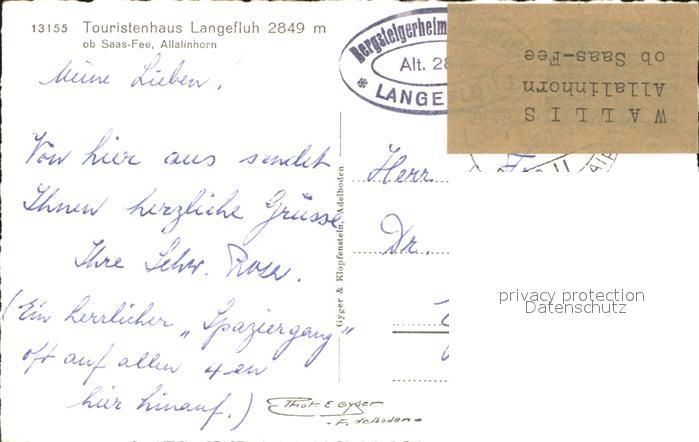 13155 Touristenhaus Langefluh 2849 m
ob Saas-Fee, Allalinhorn
Meine Lieben!
Von hier aus sendet
Ihnen herzliche Grüsse
Ihre Schw. Rosa.
(Ein herrlicher „Spaziergang"
oft auf allen 4en
hier hinauf.)
Phot. E. Gyger
Adelboden
Gyger & Klopfenstein, Adelboden
Bergsteigerheim
Alt. 28
* LANGE
WALLIS
Allalinhorn
ob Saas-Fee
Herr
Dr.
privacy protection
Datenschutz